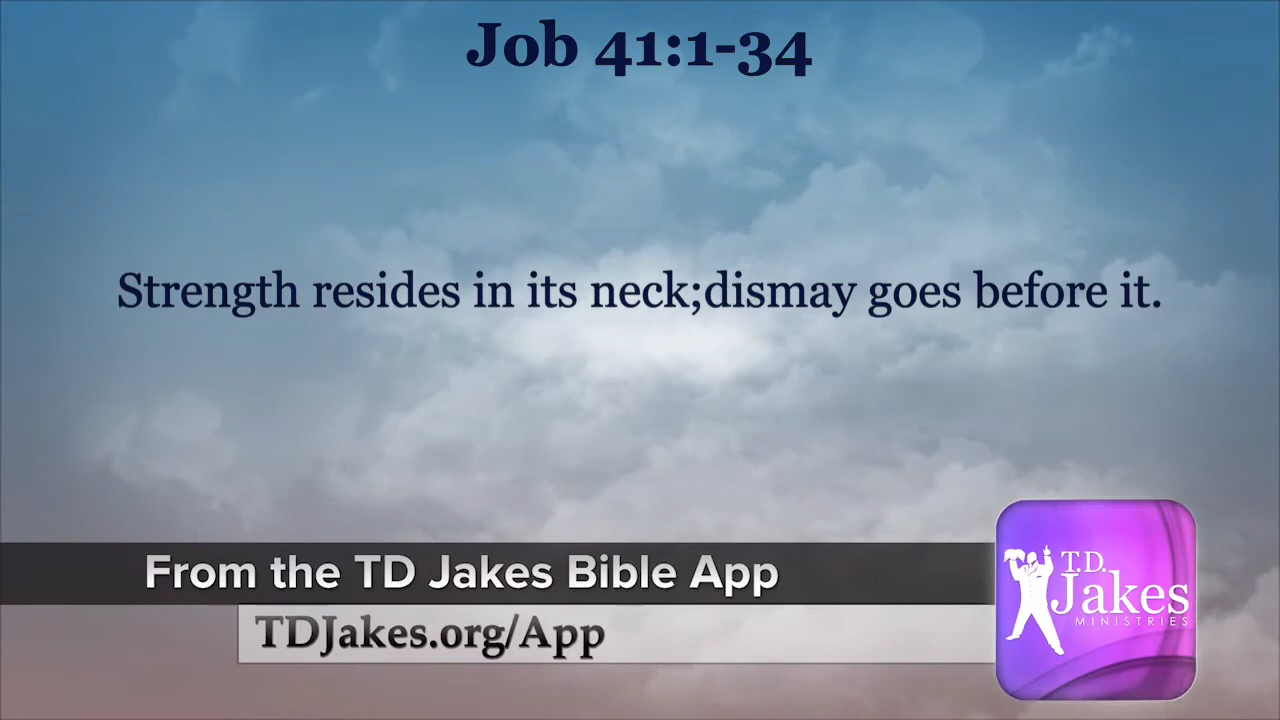 Job 41:1-34
Strength resides in its neck;dismay goes before it.
From the TD Jakes Bible App
TDJakes.org/App
T.D.
Jakes
MINISTRIES